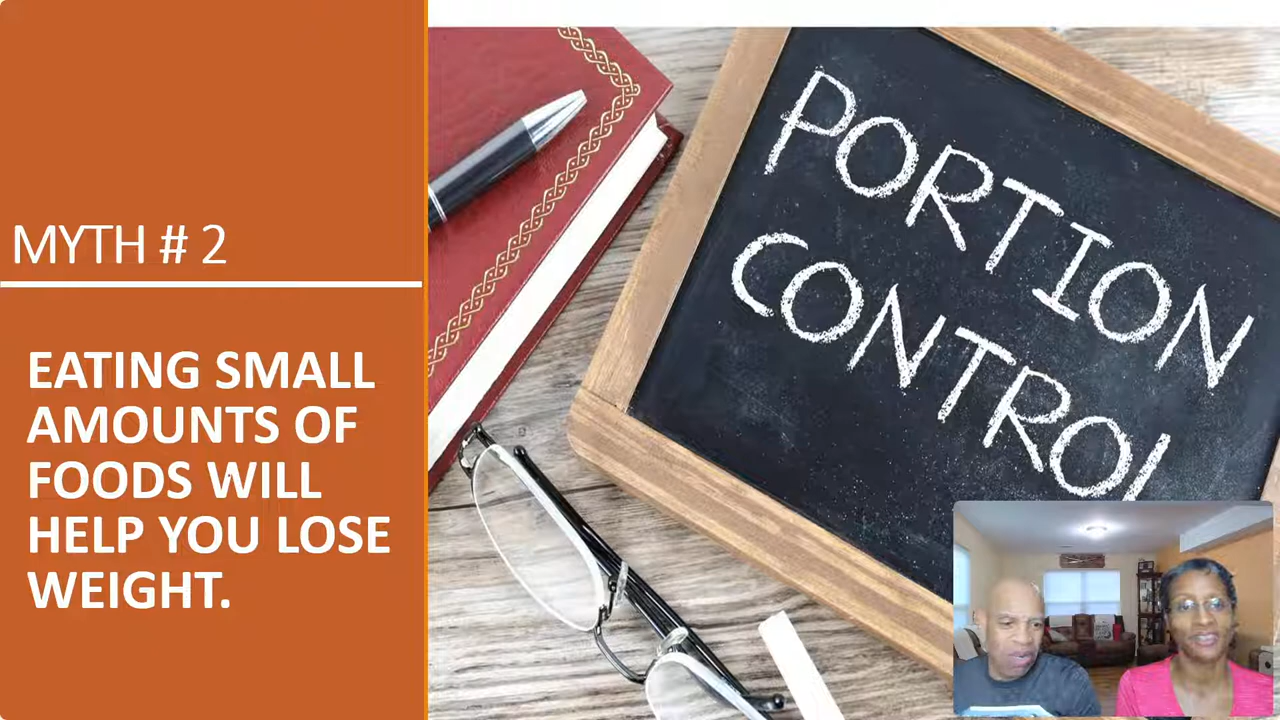 MYTH # 2
EATING SMALL
AMOUNTS OF
FOODS WILL
HELP YOU LOSE
WEIGHT.
PORTION
CONTROL